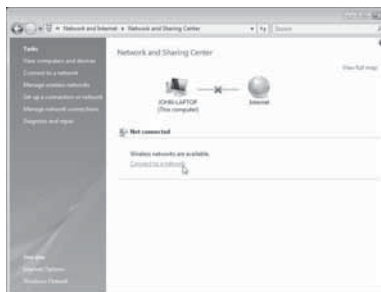 Network and Internet ▸ Network and Sharing Center
Search
Tasks
View computers and devices
Connect to a network
Manage wireless networks
Set up a connection or network
Manage network connections
Diagnose and repair
Network and Sharing Center
View full map
JOHN-LAPTOP
(This computer)
Internet
Not connected
Wireless networks are available.
Connect to a network
See also
Internet Options
Windows Firewall